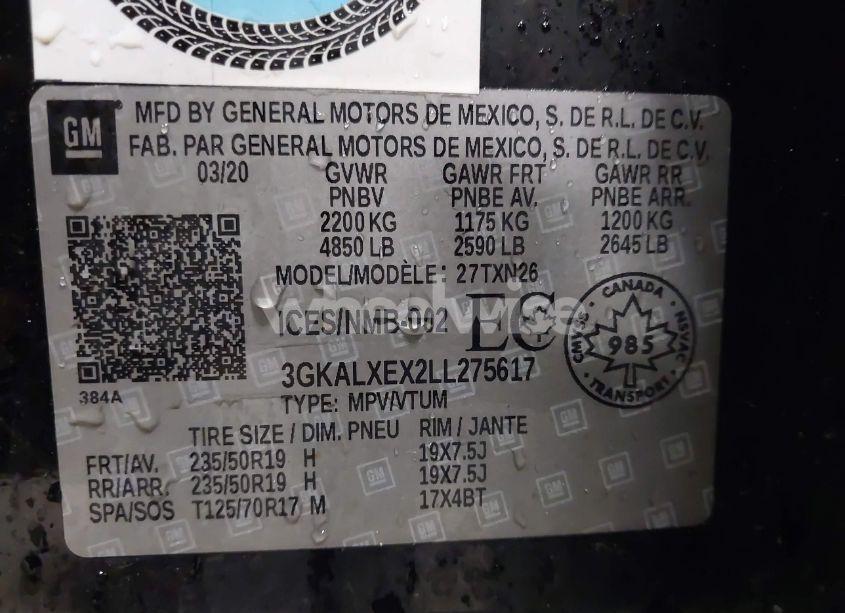 GM
MFD BY GENERAL MOTORS DE MEXICO, S. DE R.L. DE C.V.
FAB. PAR GENERAL MOTORS DE MEXICO, S. DE R.L. DE C.V.
03/20 GVWR GAWR FRT GAWR RR
PNBV PNBE AV. PNBE ARR.
2200 KG 1175 KG 1200 KG
4850 LB 2590 LB 2645 LB
MODEL/MODÈLE: 27TXN26
ICES/NMB-002 EC
CANADA
CMVSS NSVAC
985
TRANSPORT
3GKALXEX2LL275617
384A
TYPE: MPV/VTUM
TIRE SIZE / DIM. PNEU RIM / JANTE
FRT/AV. 235/50R19 H 19X7.5J
RR/ARR. 235/50R19 H 19X7.5J
SPA/SOS T125/70R17 M 17X4BT